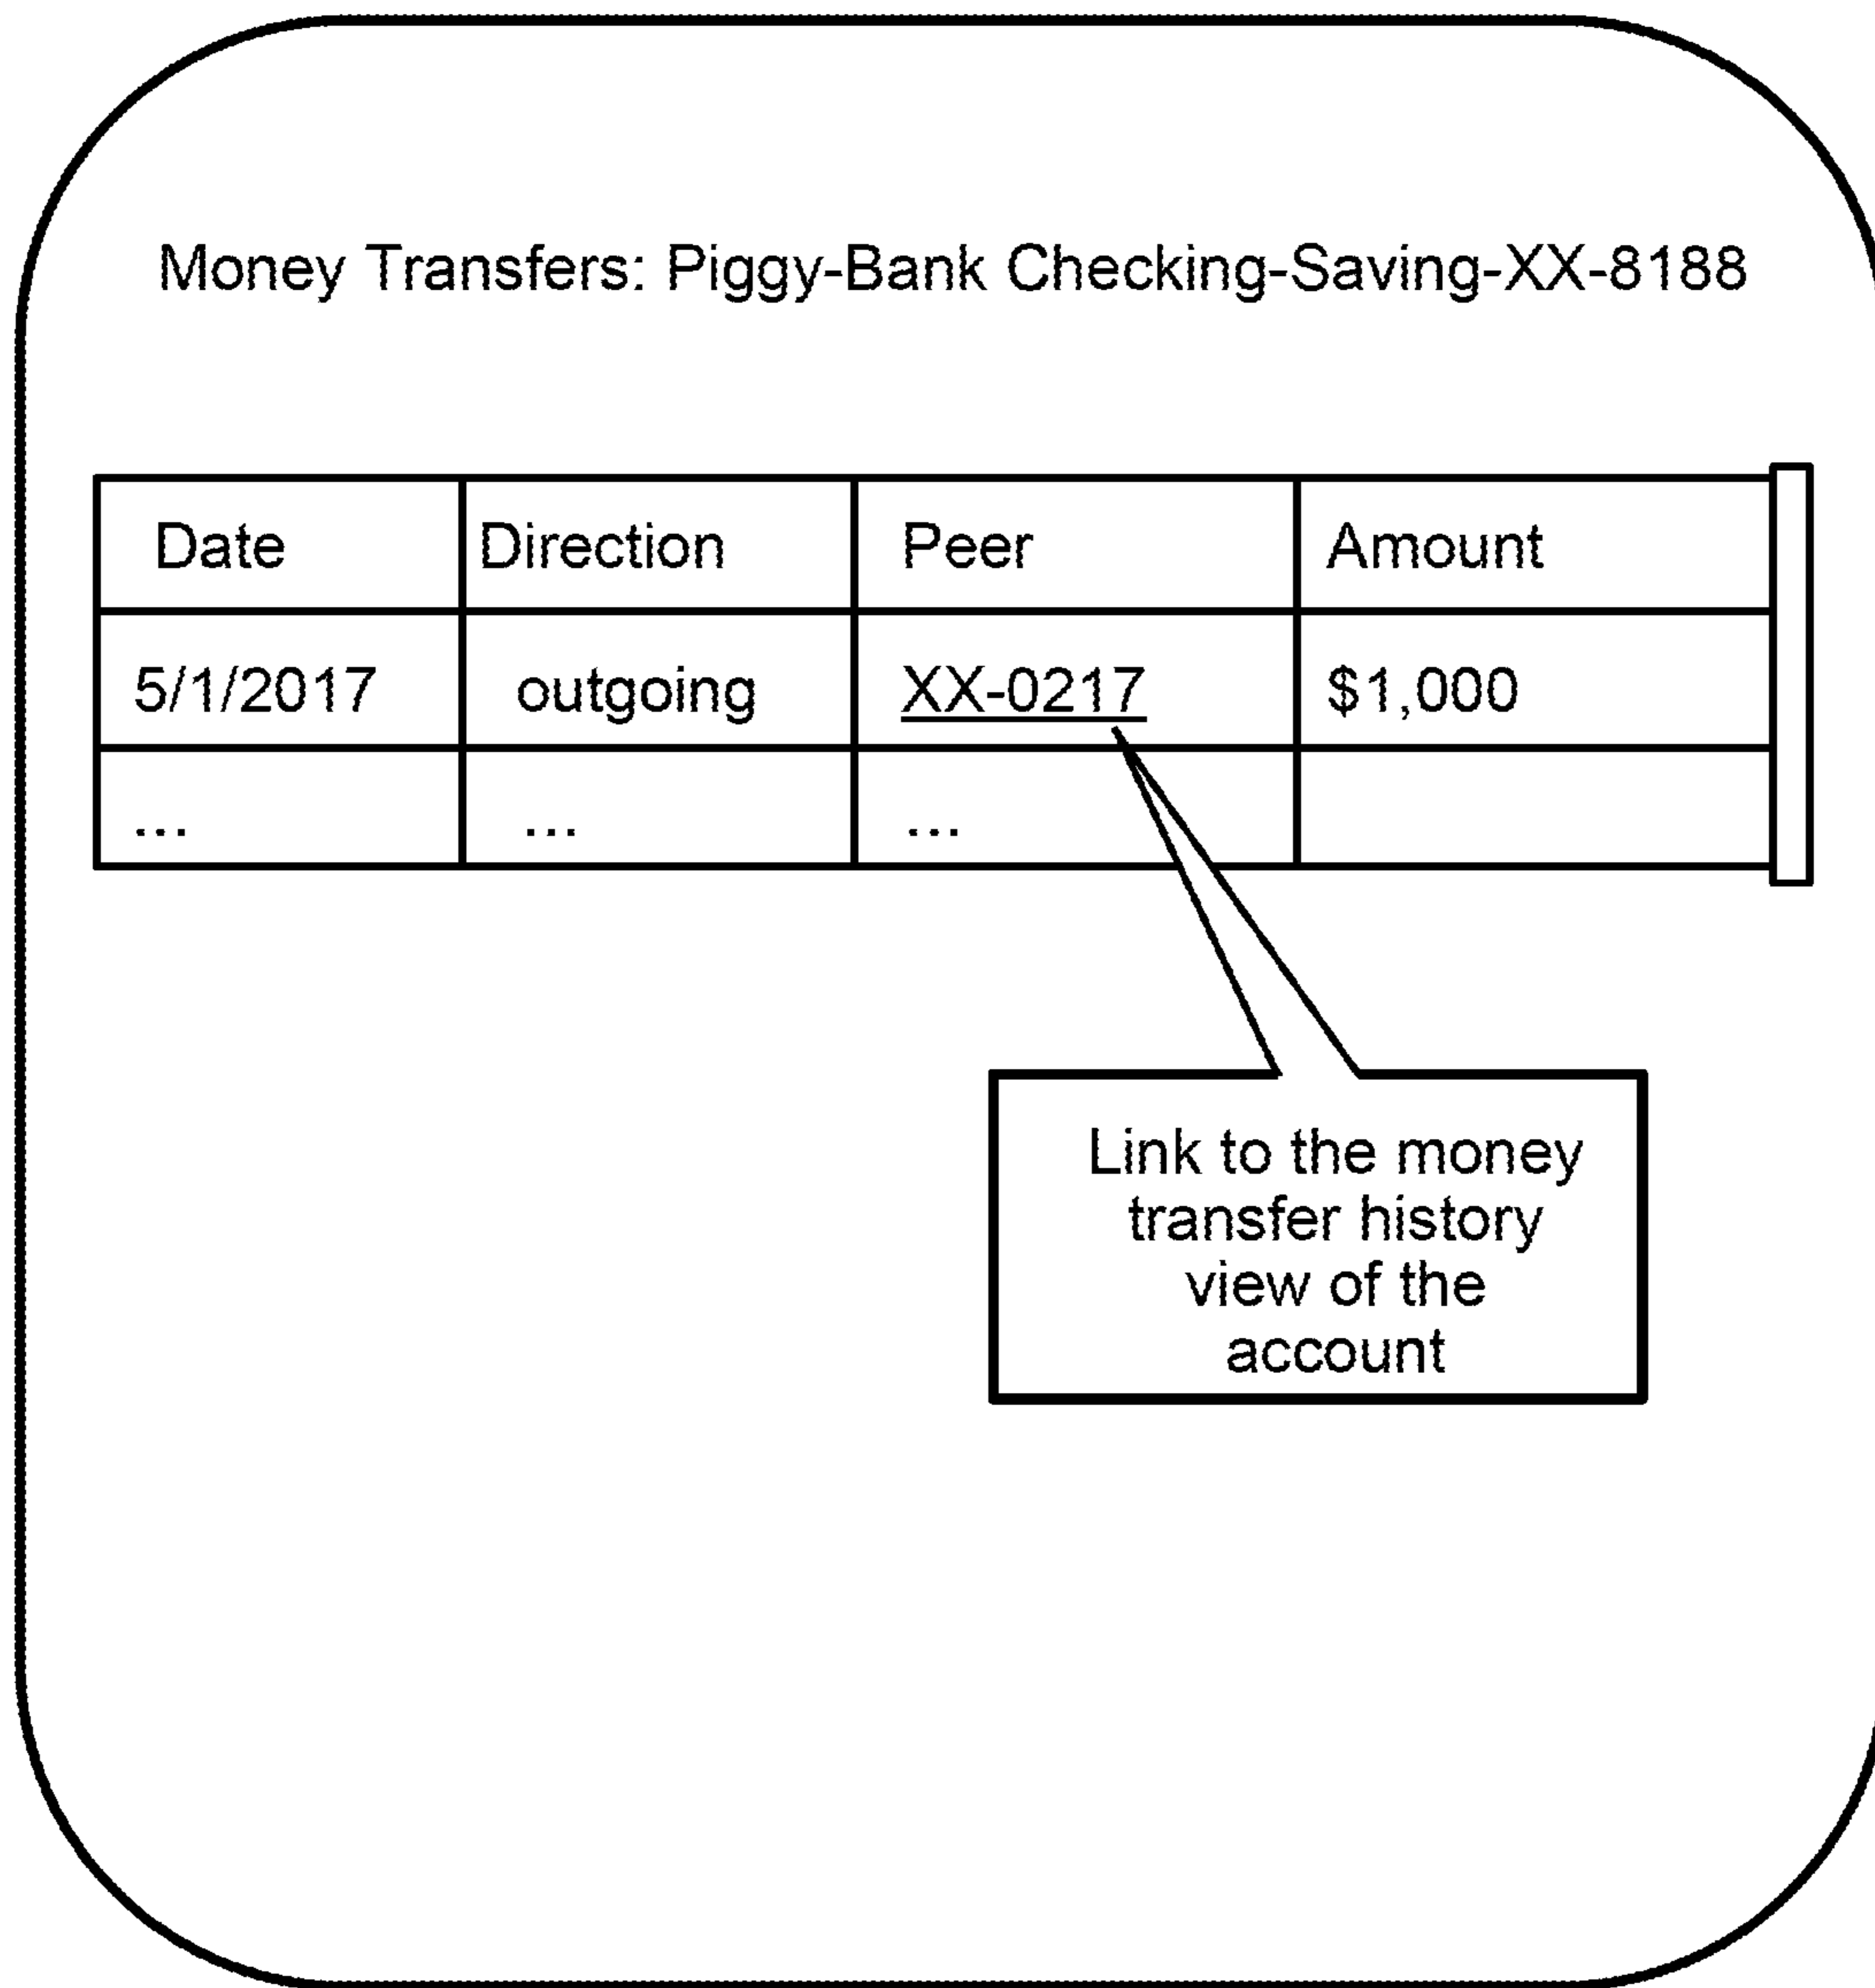 Money Transfers: Piggy-Bank Checking-Saving-XX-8188
Date Direction Peer Amount
5/1/2017 outgoing XX-0217 $1,000
... ... ...
Link to the money
transfer history
view of the
account